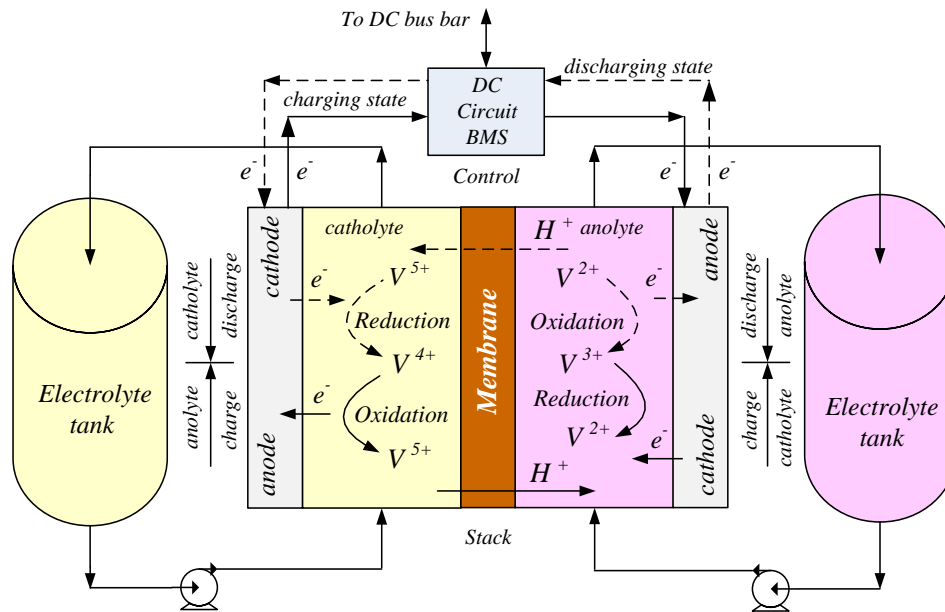 To DC bus bar
discharging state
charging state
DC
Circuit
BMS
e⁻
e⁻
e⁻
e⁻
Control
cathode
catholyte
H⁺
anolyte
anode
catholyte
discharge
e⁻
V⁵⁺
V²⁺
e⁻
discharge
anolyte
Reduction
Oxidation
Membrane
V⁴⁺
V³⁺
Electrolyte
tank
anolyte
charge
e⁻
Oxidation
Reduction
charge
catholyte
Electrolyte
tank
V⁵⁺
V²⁺
e⁻
anode
H⁺
cathode
Stack